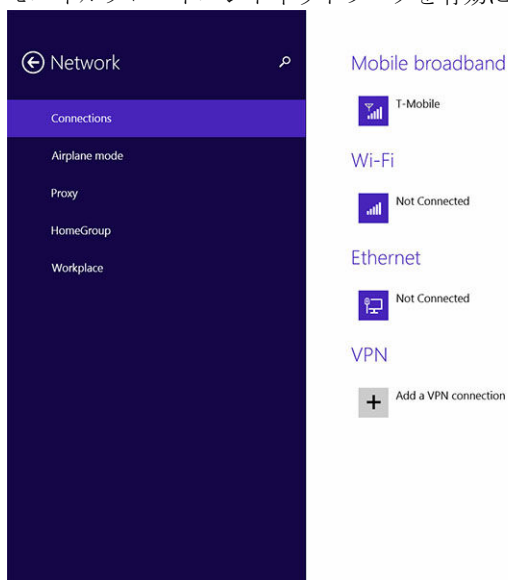 Network
Connections
Airplane mode
Proxy
HomeGroup
Workplace
Mobile broadband
T-Mobile
Wi-Fi
Not Connected
Ethernet
Not Connected
VPN
Add a VPN connection